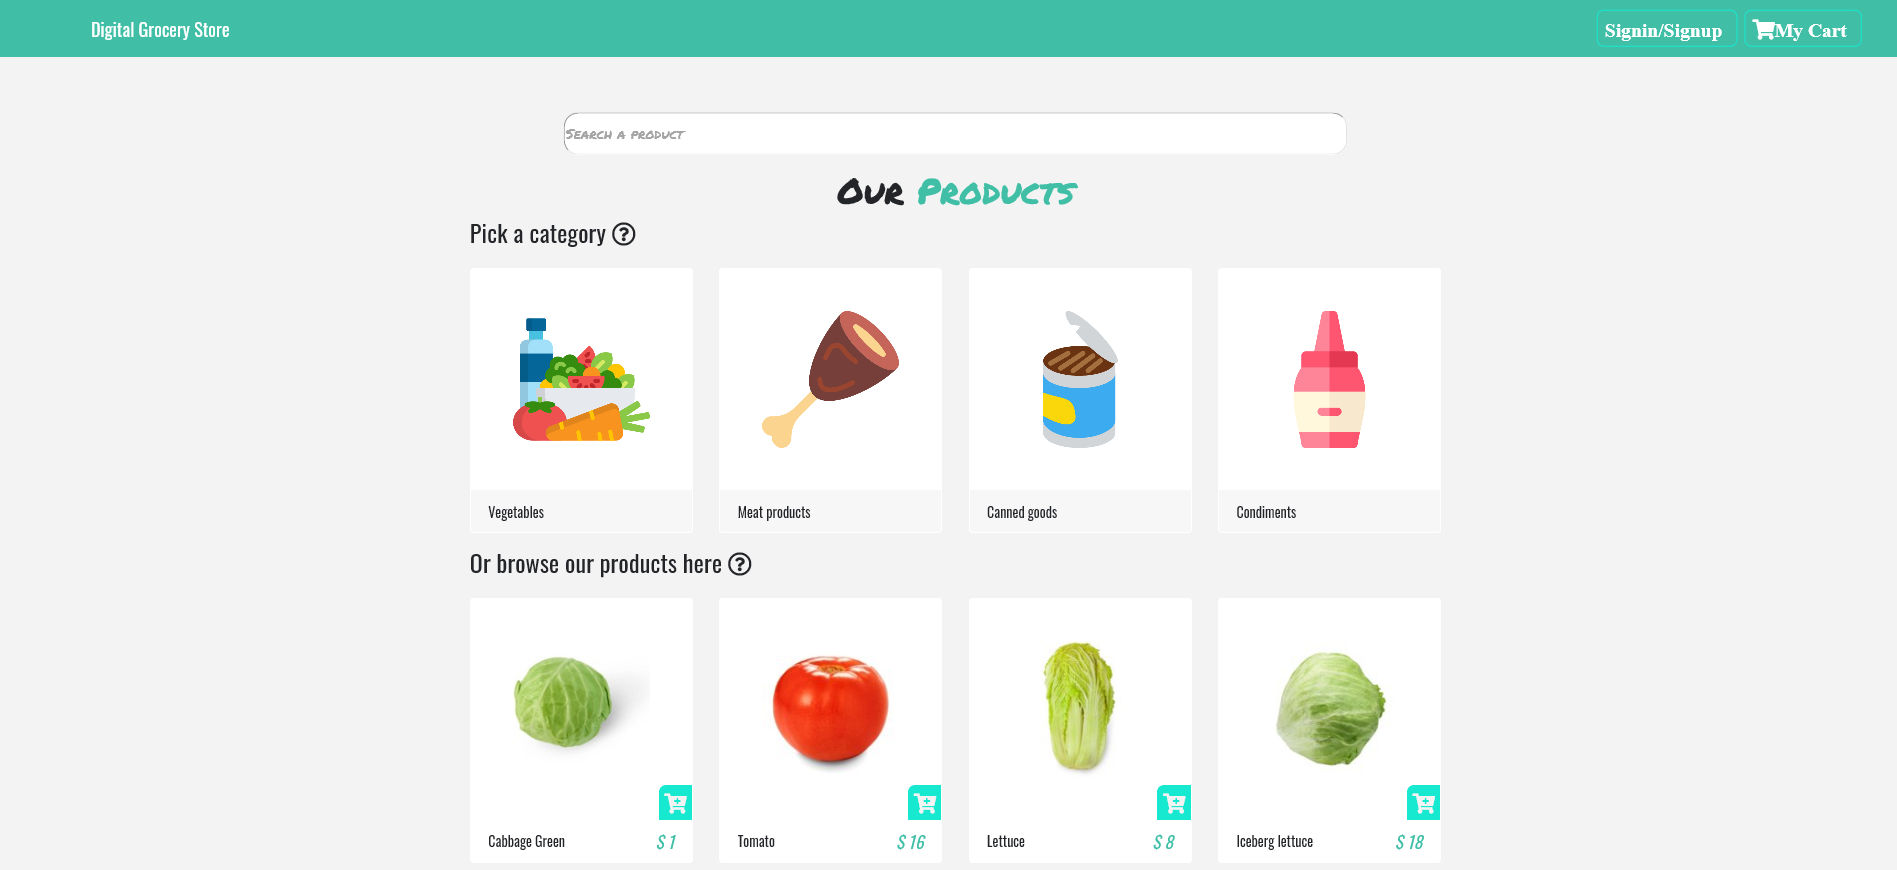 Digital Grocery Store
Signin/Signup
My Cart
Search a product
Our Products
Pick a category
Vegetables
Meat products
Canned goods
Condiments
Or browse our products here
Cabbage Green $ 1
Tomato $ 16
Lettuce $ 8
Iceberg lettuce $ 18